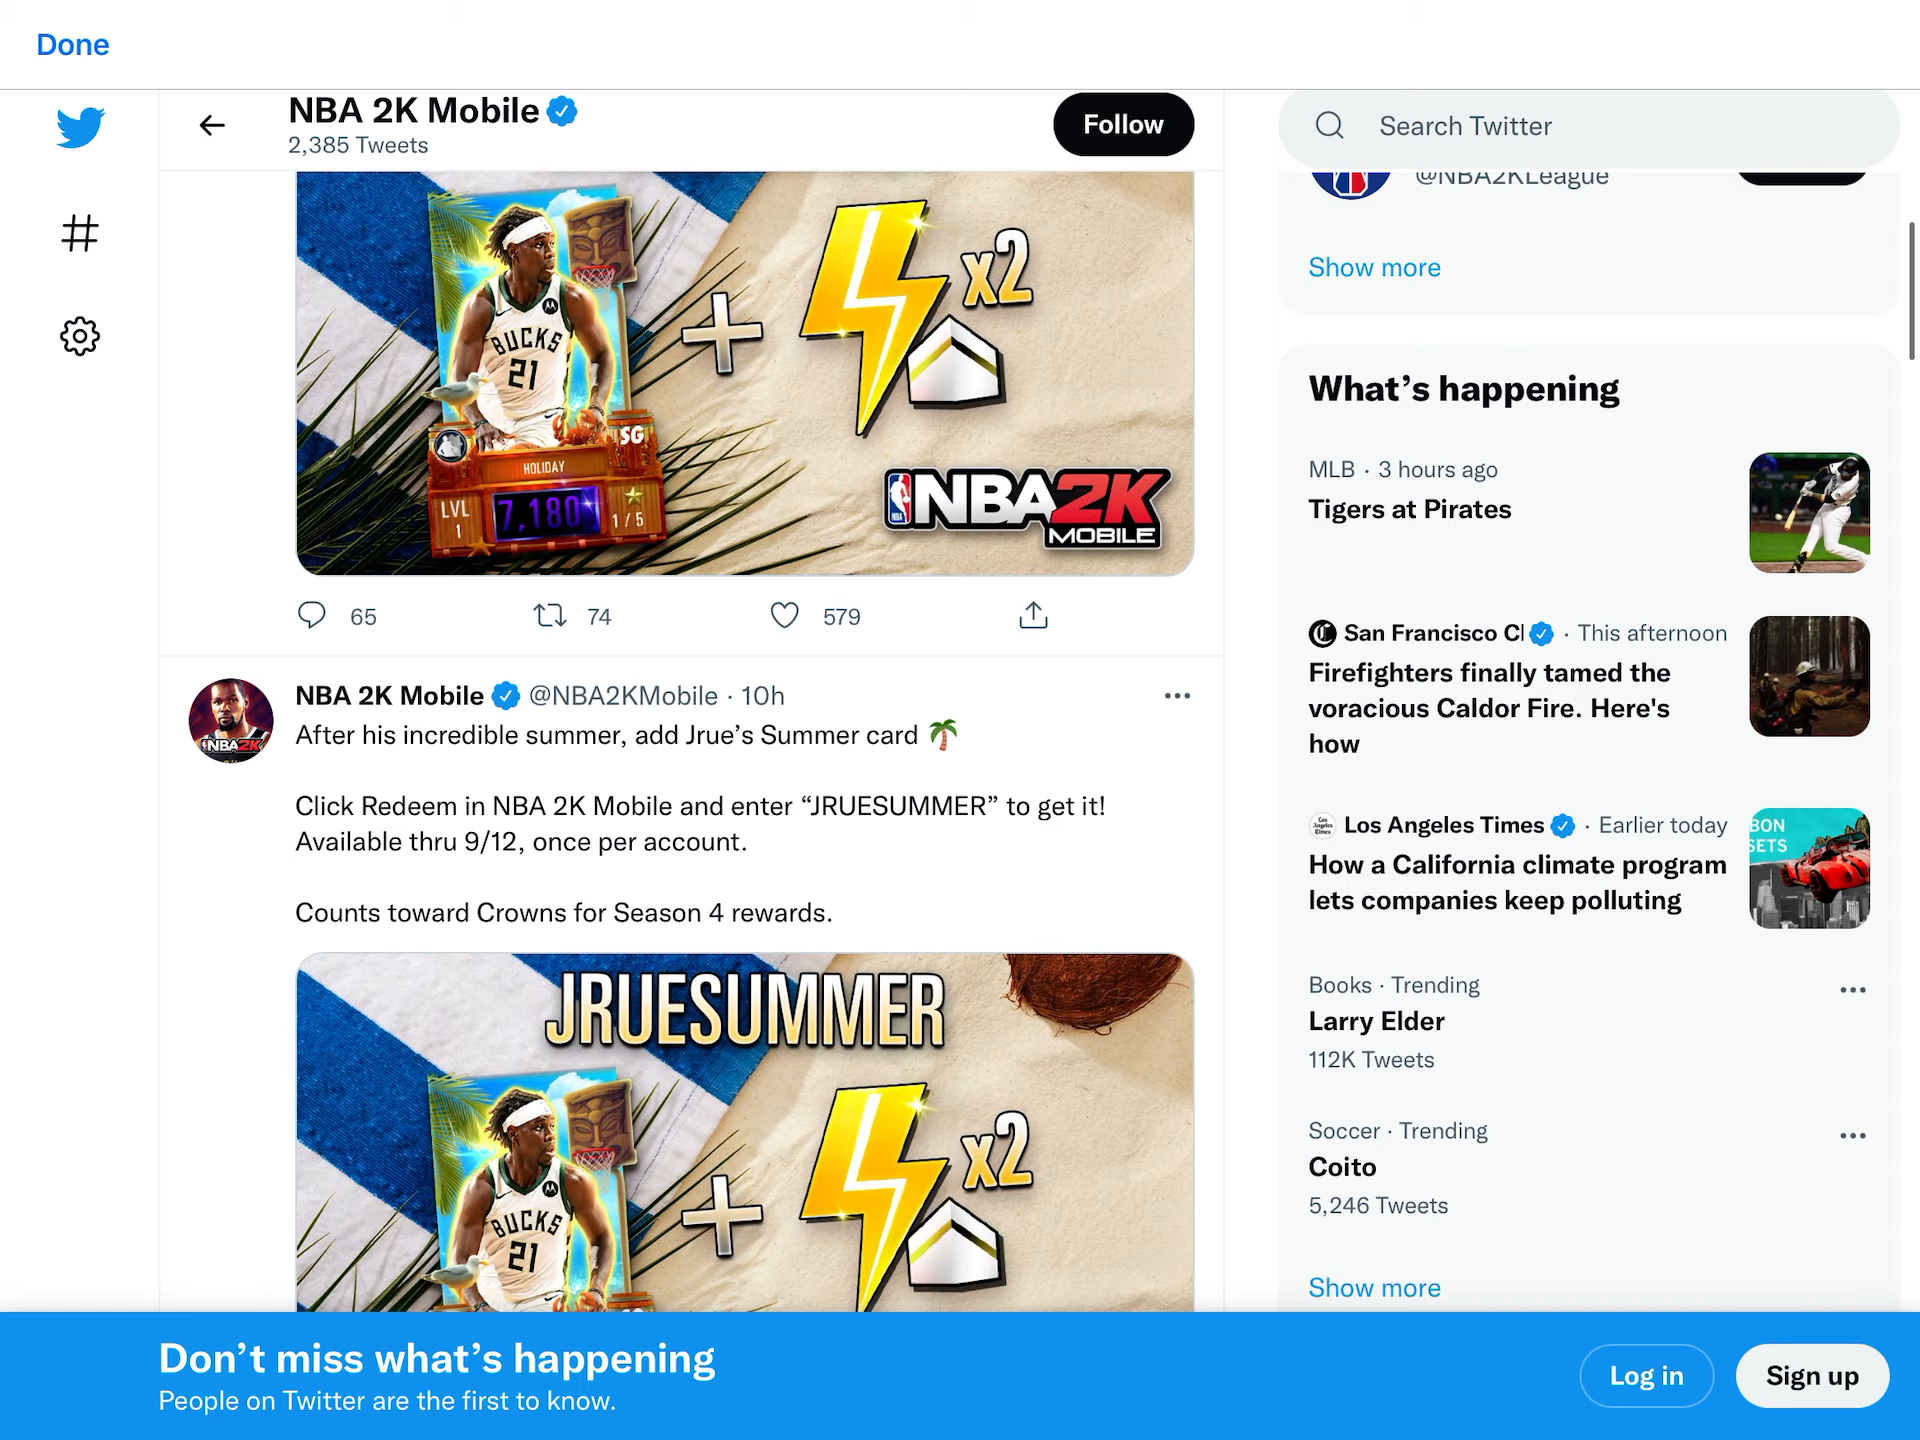 Done
NBA 2K Mobile
2,385 Tweets
Follow
BUCKS
21
SG
HOLIDAY
LVL
1
7,180
1/5
x2
NBA2K
MOBILE
65
74
579
NBA 2K Mobile @NBA2KMobile · 10h
After his incredible summer, add Jrue’s Summer card
Click Redeem in NBA 2K Mobile and enter “JRUESUMMER” to get it!
Available thru 9/12, once per account.
Counts toward Crowns for Season 4 rewards.
JRUESUMMER
BUCKS
21
x2
Search Twitter
@NBA2KLeague
Show more
What’s happening
MLB · 3 hours ago
Tigers at Pirates
San Francisco C · This afternoon
Firefighters finally tamed the
voracious Caldor Fire. Here's
how
Los Angeles Times · Earlier today
How a California climate program
lets companies keep polluting
BON
SETS
Books · Trending
Larry Elder
112K Tweets
Soccer · Trending
Coito
5,246 Tweets
Show more
Don’t miss what’s happening
People on Twitter are the first to know.
Log in
Sign up